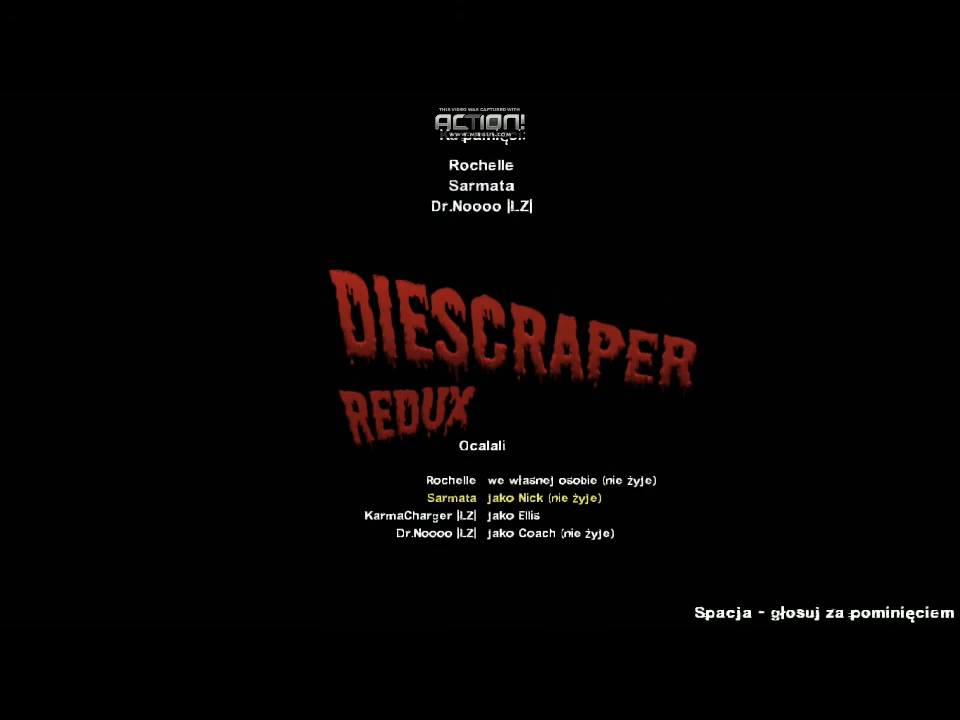 THIS VIDEO WAS CAPTURED WITH
ACTION!
Ku pamięci:
Rochelle
Sarmata
Dr.Noooo |LZ|
DIESCRAPER
REDUX
Ocalali
Rochelle we własnej osobie (nie żyje)
Sarmata jako Nick (nie żyje)
KarmaCharger |LZ| jako Ellis
Dr.Noooo |LZ| jako Coach (nie żyje)
Spacja - głosuj za pominięciem